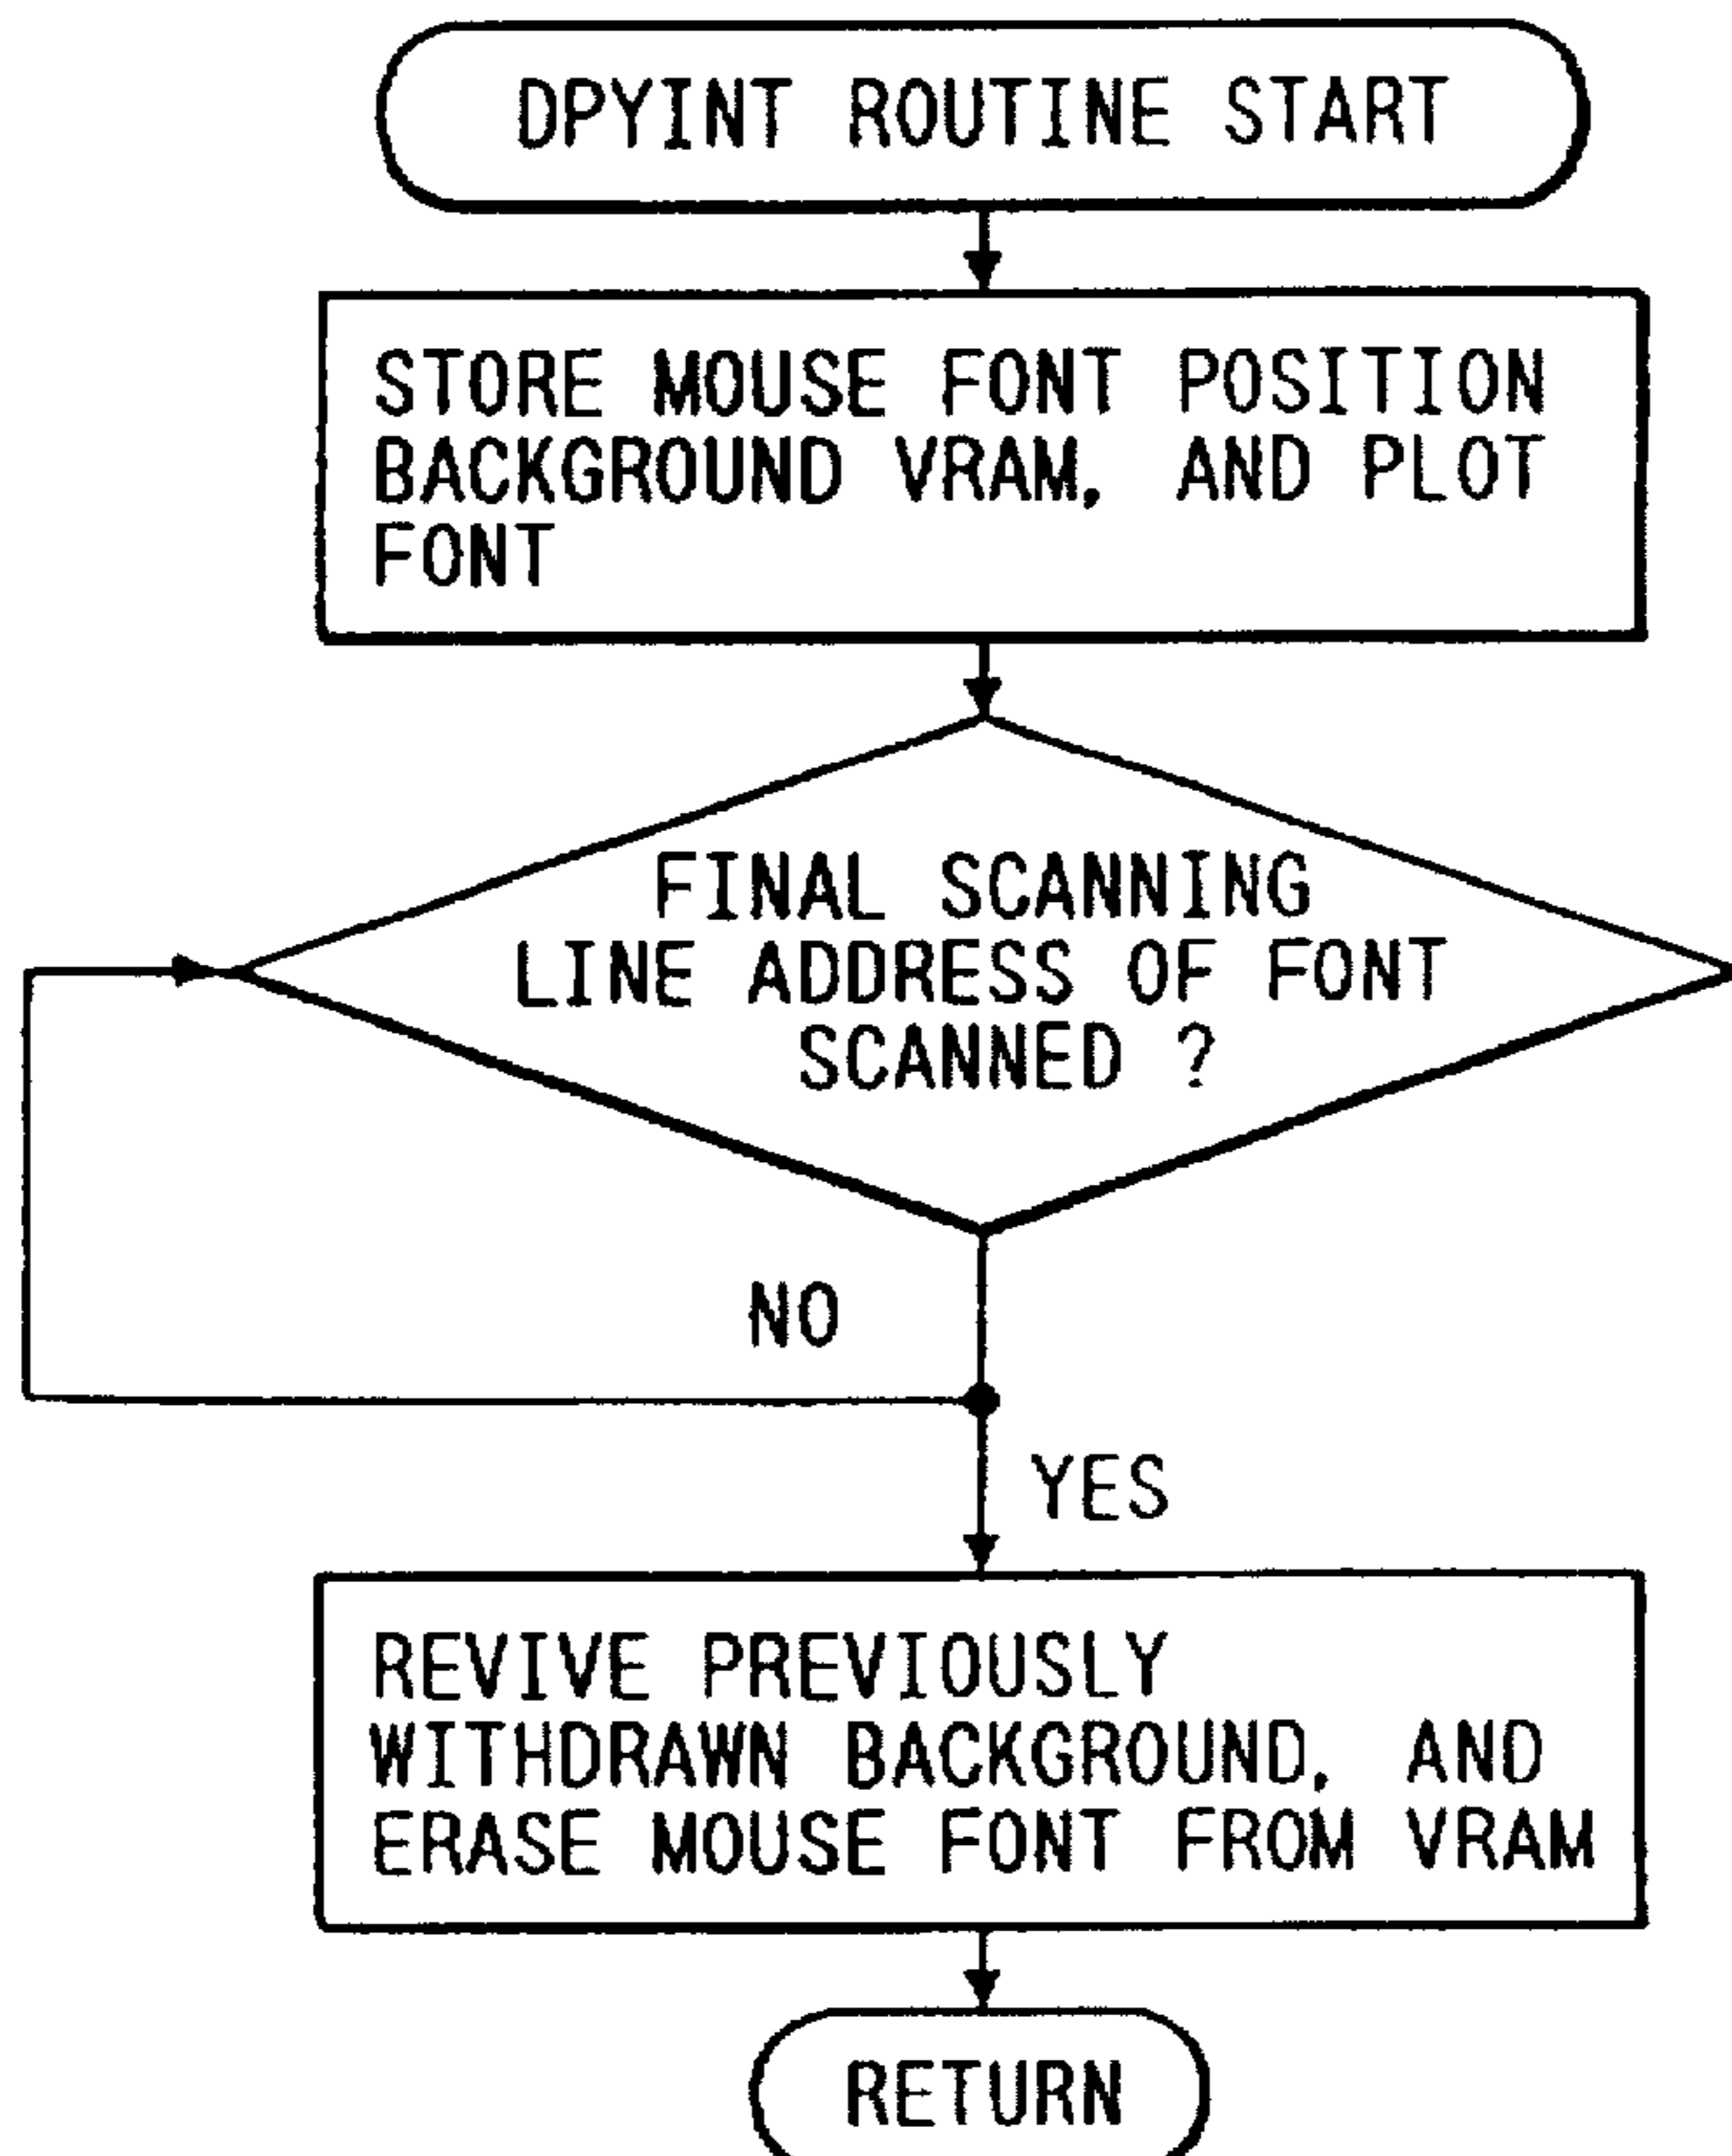 DPYINT ROUTINE START
STORE MOUSE FONT POSITION
BACKGROUND VRAM, AND PLOT
FONT
FINAL SCANNING
LINE ADDRESS OF FONT
SCANNED ?
NO
YES
REVIVE PREVIOUSLY
WITHDRAWN BACKGROUND, AND
ERASE MOUSE FONT FROM VRAM
RETURN